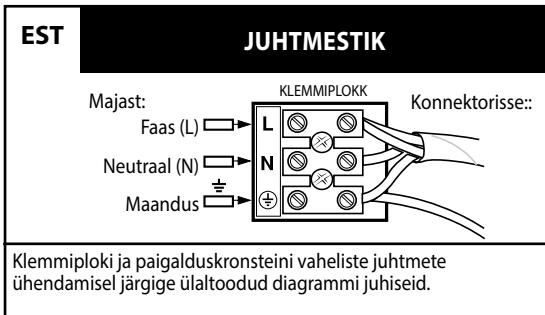 EST
JUHTMESTIK
KLEMMIPLOKK
Majast:
Konnektorisse::
Faas (L)
L
Neutraal (N)
N
Maandus
Klemmiploki ja paigalduskronsteini vaheliste juhtmete
ühendamisel järgige ülaltoodud diagrammi juhiseid.